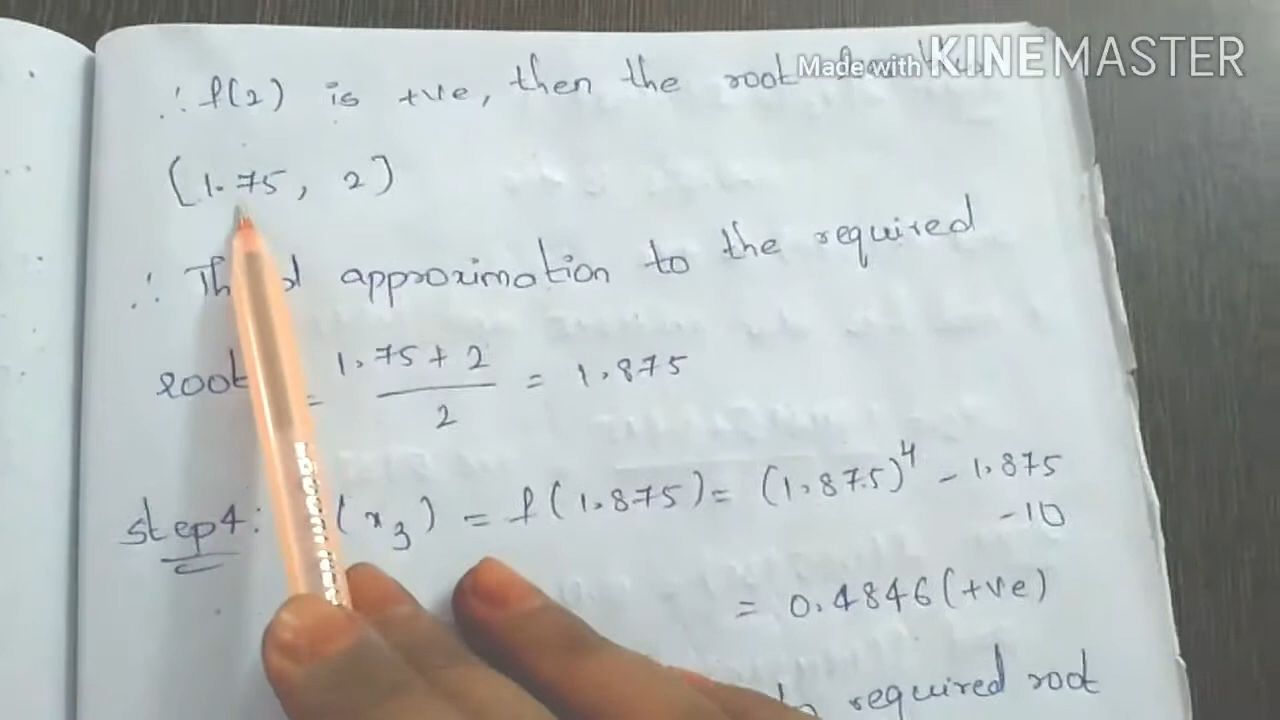 Made with KINEMASTER
∴ f(2) is +ve, then the root
(1.75, 2)
∴ approximation to the required
root = 1.75 + 2 / 2 = 1.875
step4: (x₃) = f(1.875) = (1.875)⁴ - 1.875
-10
= 0.4846 (+ve)
required root